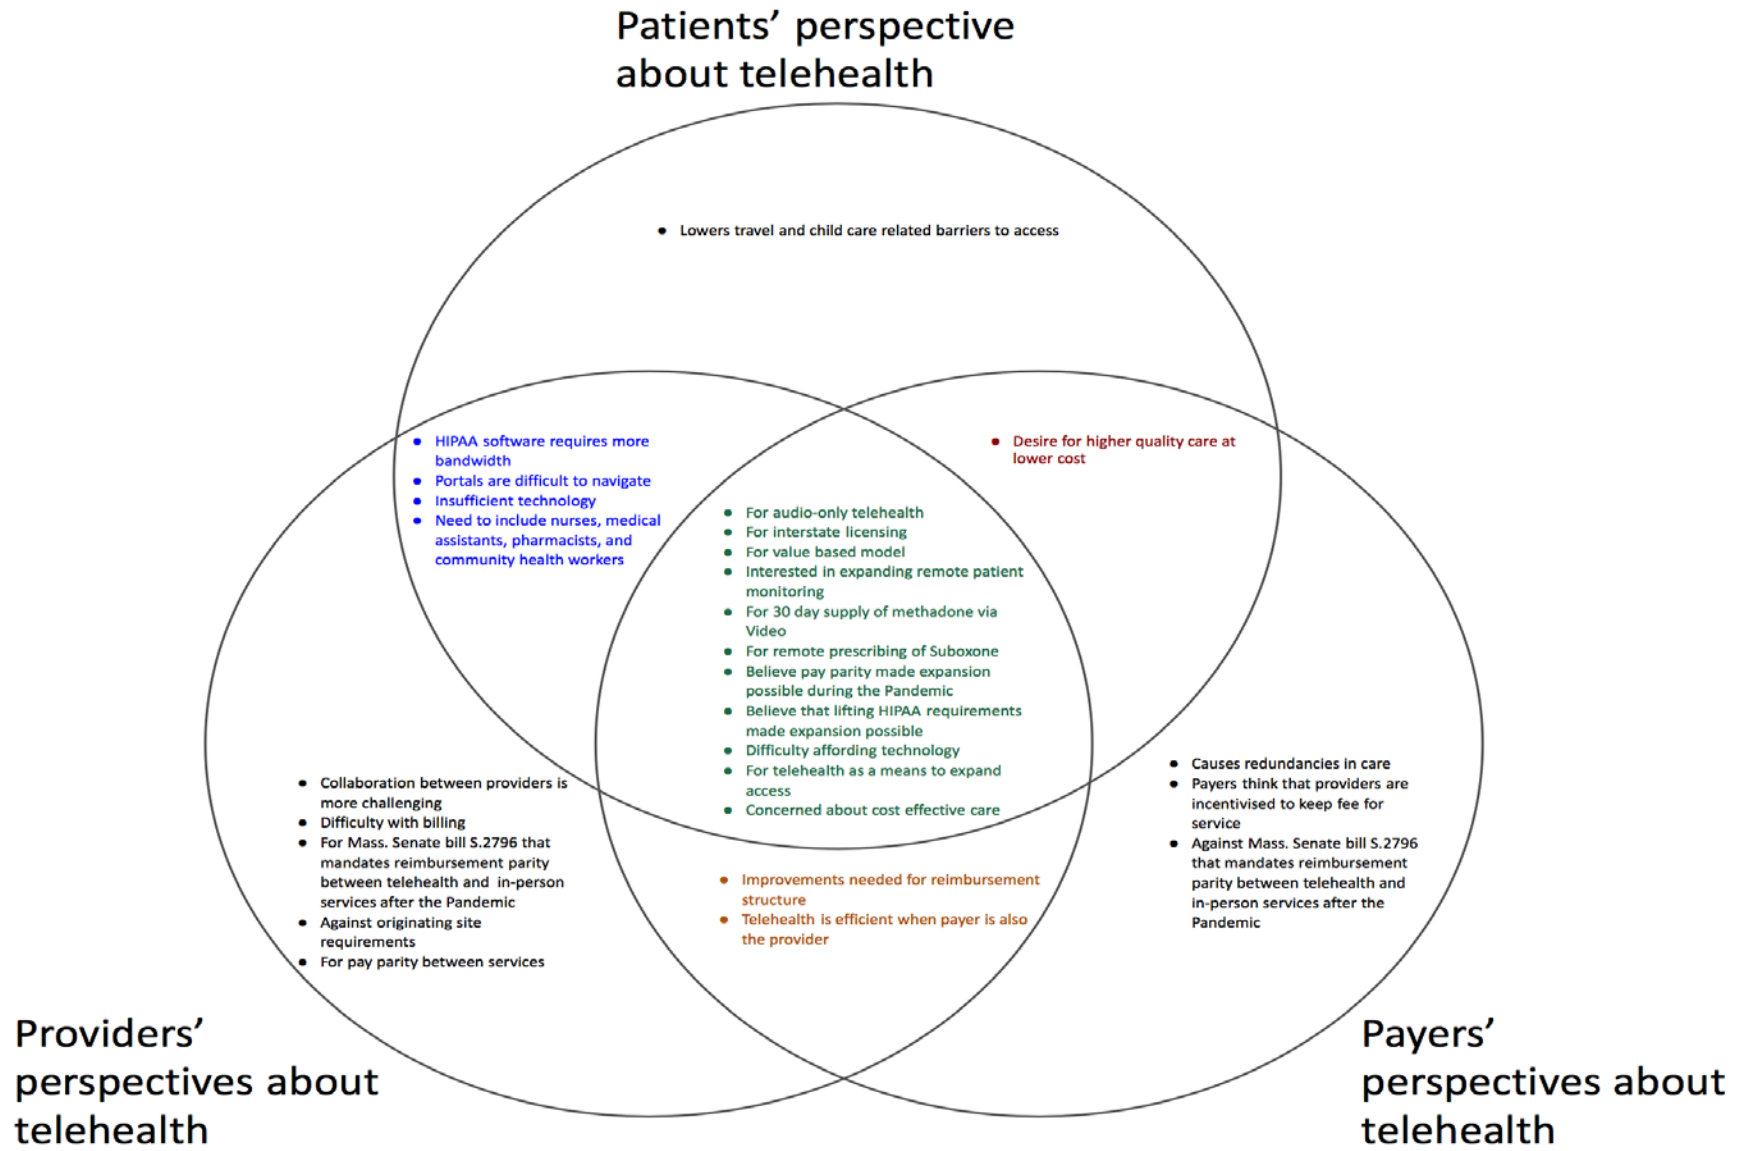 Patients’ perspective
about telehealth
● Lowers travel and child care related barriers to access
● HIPAA software requires more
bandwidth
● Portals are difficult to navigate
● Insufficient technology
● Need to include nurses, medical
assistants, pharmacists, and
community health workers
● Desire for higher quality care at
lower cost
● For audio-only telehealth
● For interstate licensing
● For value based model
● Interested in expanding remote patient
monitoring
● For 30 day supply of methadone via
Video
● For remote prescribing of Suboxone
● Believe pay parity made expansion
possible during the Pandemic
● Believe that lifting HIPAA requirements
made expansion possible
● Difficulty affording technology
● For telehealth as a means to expand
access
● Concerned about cost effective care
● Collaboration between providers is
more challenging
● Difficulty with billing
● For Mass. Senate bill S.2796 that
mandates reimbursement parity
between telehealth and in-person
services after the Pandemic
● Against originating site
requirements
● For pay parity between services
● Improvements needed for reimbursement
structure
● Telehealth is efficient when payer is also
the provider
● Causes redundancies in care
● Payers think that providers are
incentivised to keep fee for
service
● Against Mass. Senate bill S.2796
that mandates reimbursement
parity between telehealth and
in-person services after the
Pandemic
Providers’
perspectives about
telehealth
Payers’
perspectives about
telehealth